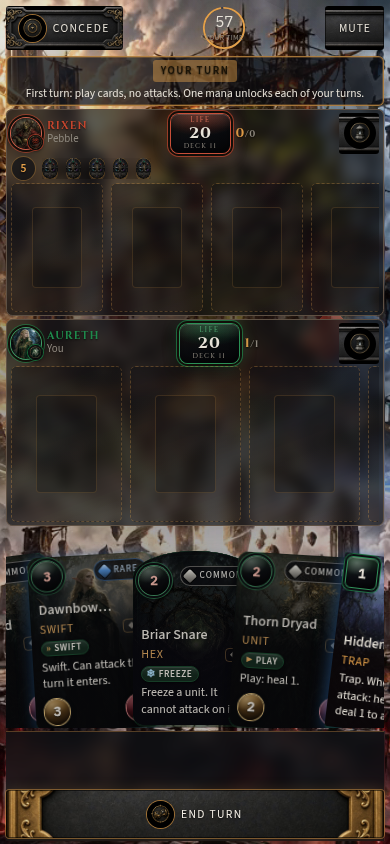 CONCEDE
57
MUTE
YOUR TURN
First turn: play cards, no attacks. One mana unlocks each of your turns.
RIXEN
Pebble
LIFE
20
DECK 11
0/0
5
AURETH
You
LIFE
20
DECK 11
1/1
3
RARE
Dawnbow...
SWIFT
» SWIFT
Swift. Can attack t
turn it enters.
3
2
COMMO
Briar Snare
HEX
❄ FREEZE
Freeze a unit. It
cannot attack on i
2
COMMO
Thorn Dryad
UNIT
▶ PLAY
Play: heal 1.
2
1
Hidden
TRAP
Trap. Wh
attack: he
deal 1 to a
END TURN